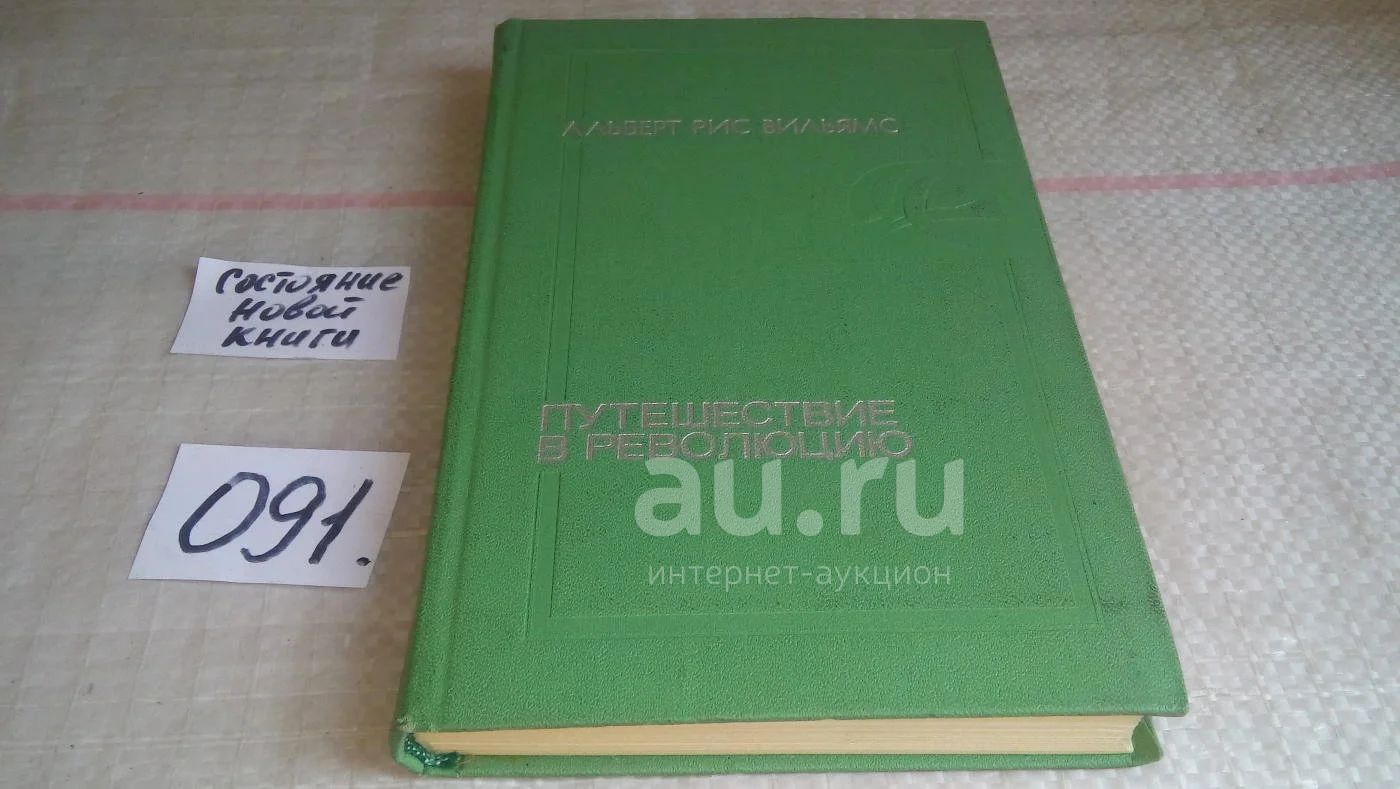 АЛЬБЕРТ РИС ВИЛЬЯМС
Состояние
новой
книги
ПУТЕШЕСТВИЕ
В РЕВОЛЮЦИЮ
091.
au.ru
интернет-аукцион